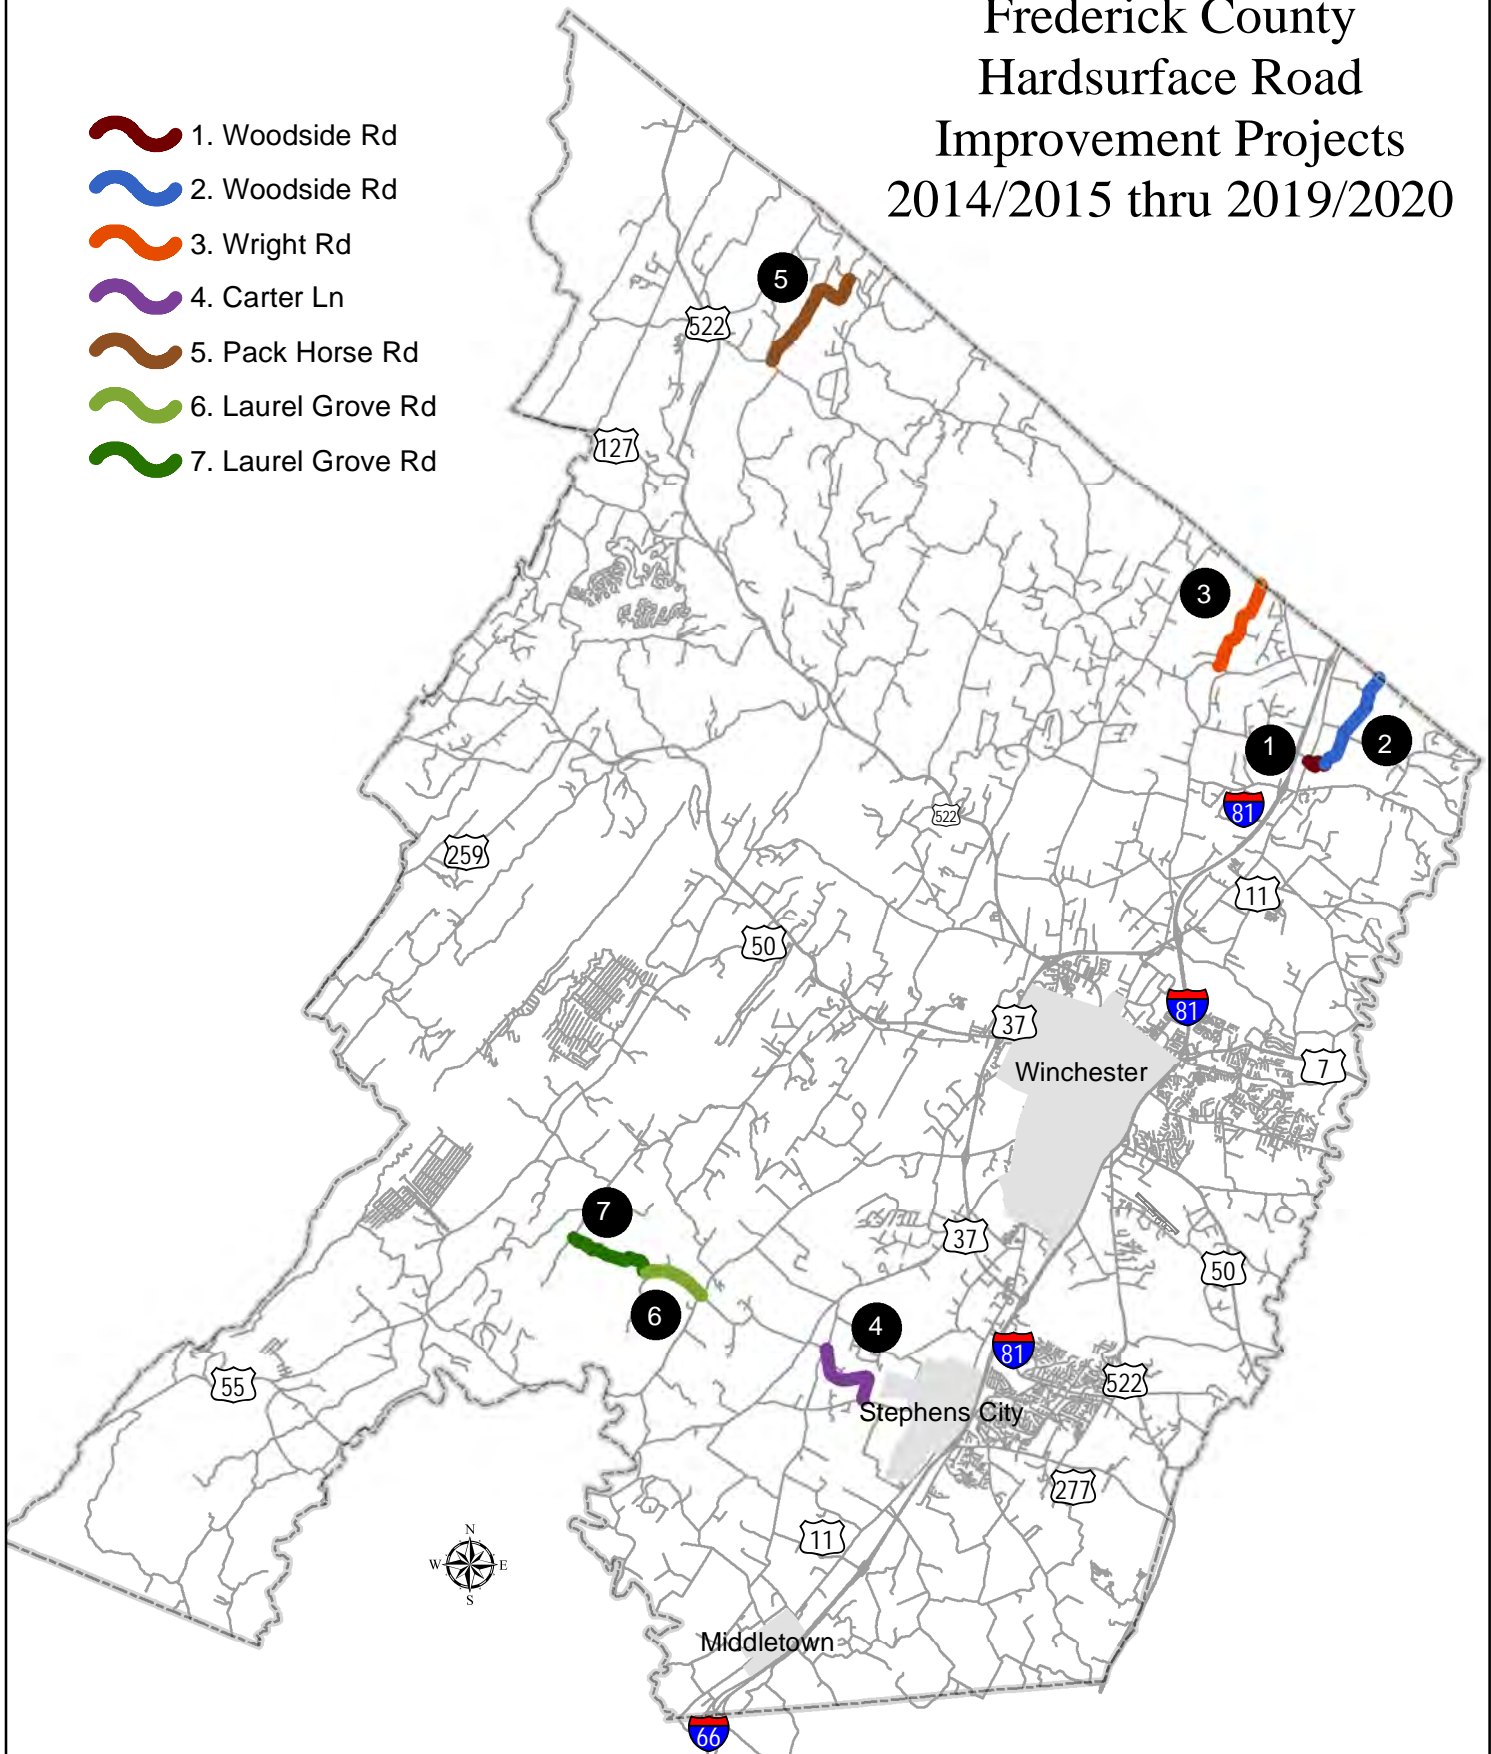 Frederick County
Hardsurface Road
Improvement Projects
2014/2015 thru 2019/2020
1. Woodside Rd
2. Woodside Rd
3. Wright Rd
4. Carter Ln
5. Pack Horse Rd
6. Laurel Grove Rd
7. Laurel Grove Rd
5
522
127
3
1
2
81
522
259
11
50
81
37
Winchester
7
7
37
50
6
4
81
55
522
Stephens City
277
11
N
W E
S
Middletown
66